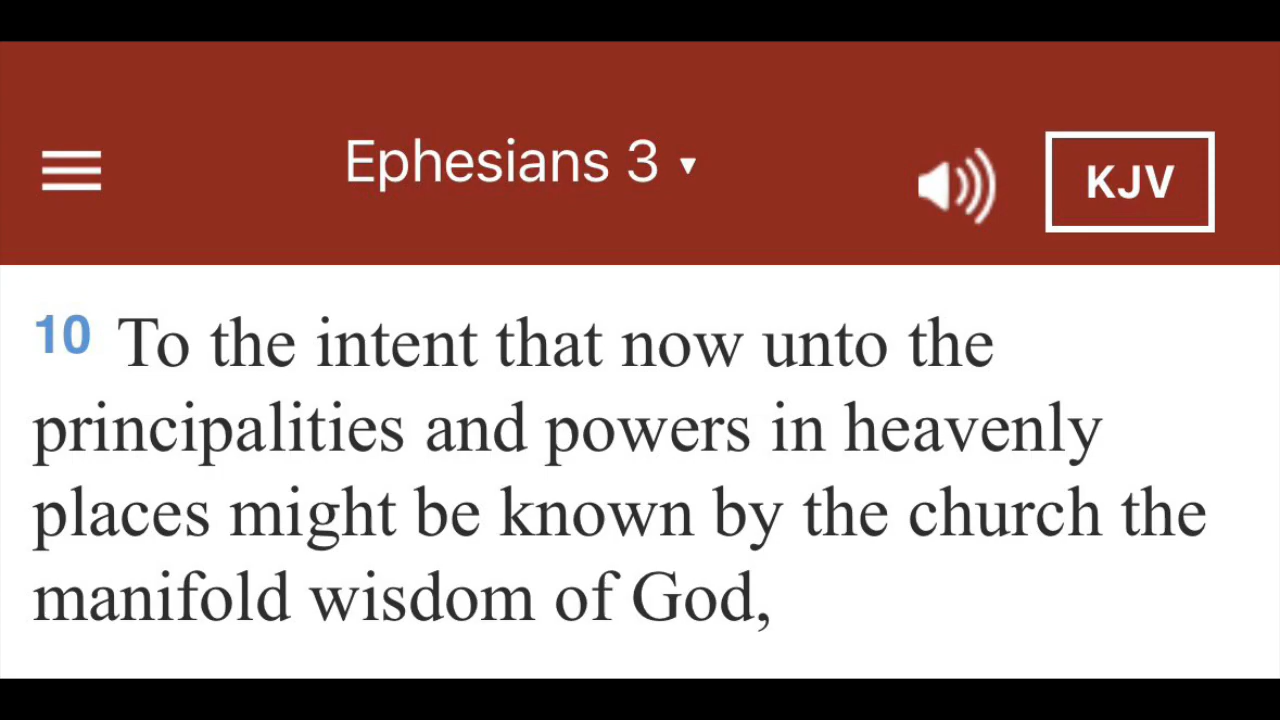 Ephesians 3 ▾
KJV
10 To the intent that now unto the
principalities and powers in heavenly
places might be known by the church the
manifold wisdom of God,